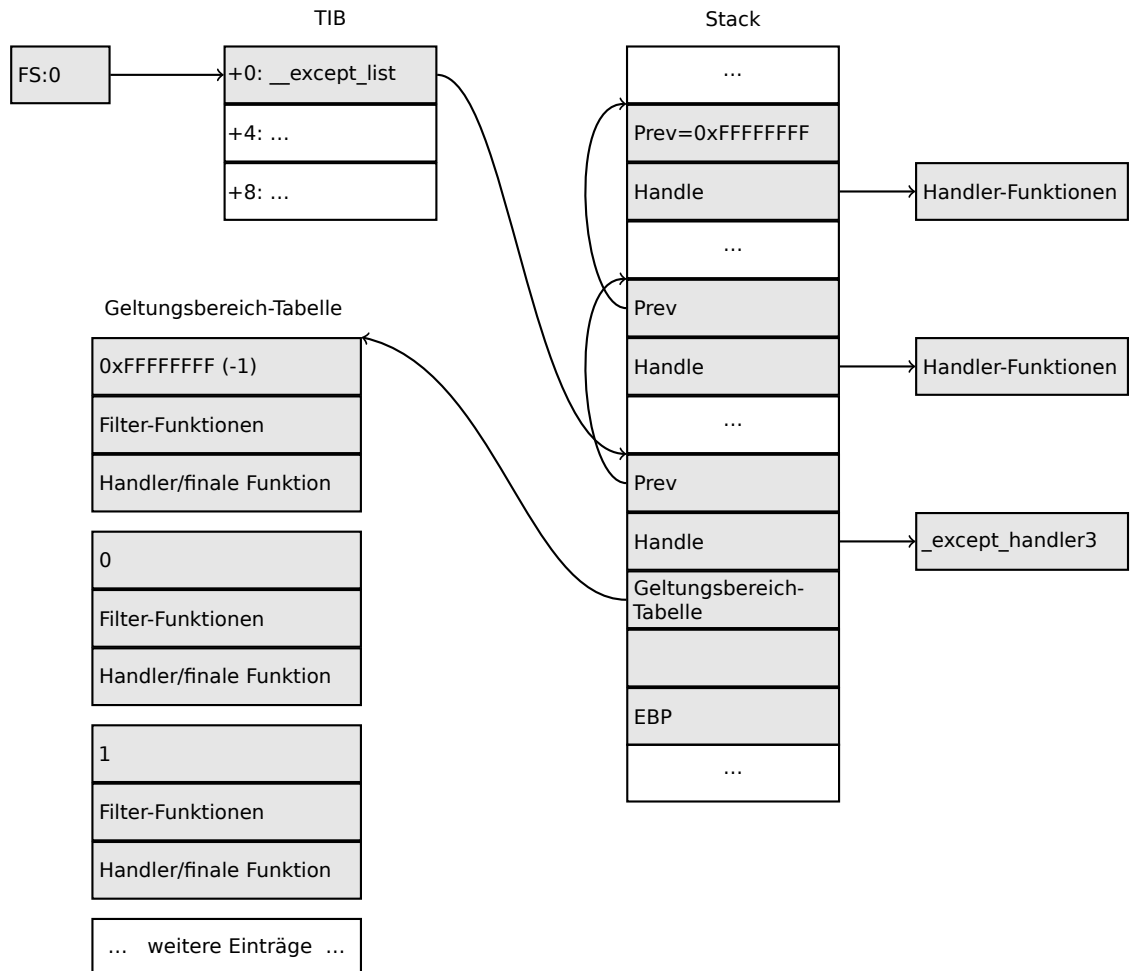 TIB
FS:0
+0: __except_list
+4: ...
+8: ...
Stack
...
Prev=0xFFFFFFFF
Handle
Handler-Funktionen
...
Prev
Handle
Handler-Funktionen
...
Prev
Handle
_except_handler3
Geltungsbereich-
Tabelle
EBP
...
Geltungsbereich-Tabelle
0xFFFFFFFF (-1)
Filter-Funktionen
Handler/finale Funktion
0
Filter-Funktionen
Handler/finale Funktion
1
Filter-Funktionen
Handler/finale Funktion
... weitere Einträge ...